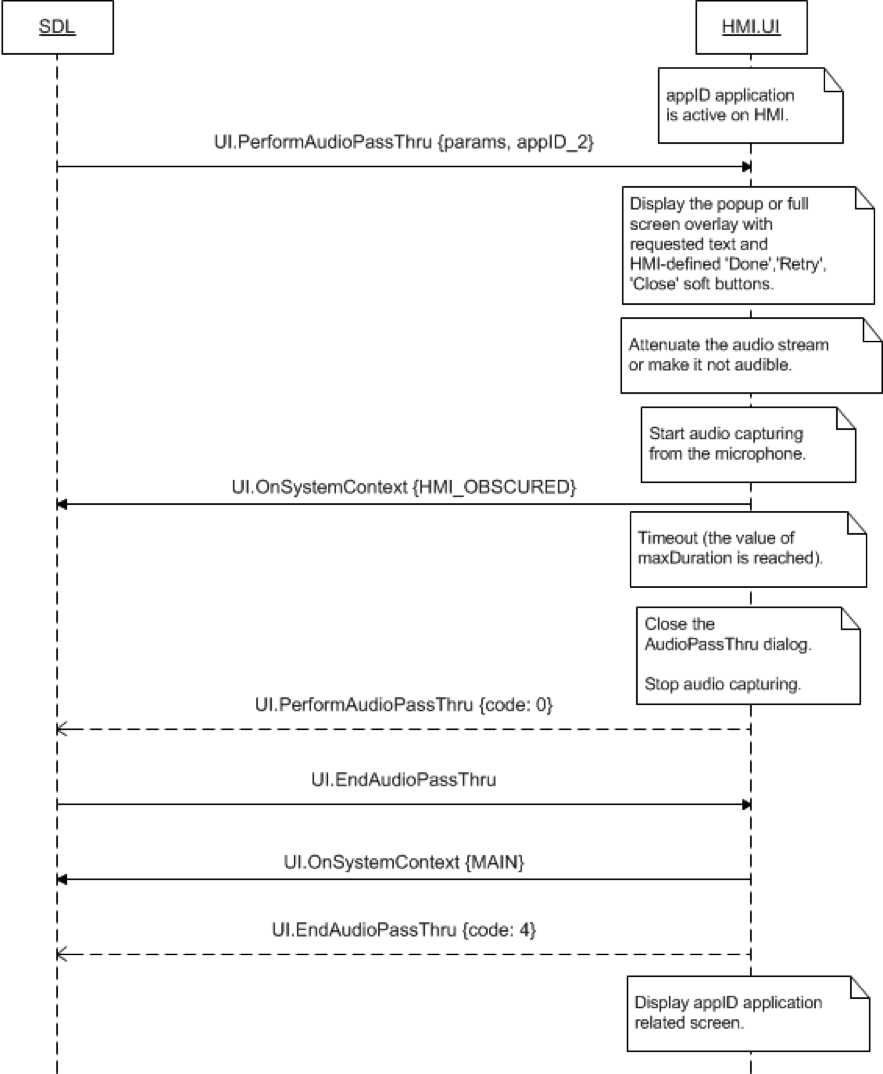 SDL
HMI.UI
appID application
is active on HMI.
UI.PerformAudioPassThru {params, appID_2}
Display the popup or full
screen overlay with
requested text and
HMI-defined 'Done','Retry',
'Close' soft buttons.
Attenuate the audio stream
or make it not audible.
Start audio capturing
from the microphone.
UI.OnSystemContext {HMI_OBSCURED}
Timeout (the value of
maxDuration is reached).
Close the
AudioPassThru dialog.
Stop audio capturing.
UI.PerformAudioPassThru {code: 0}
UI.EndAudioPassThru
UI.OnSystemContext {MAIN}
UI.EndAudioPassThru {code: 4}
Display appID application
related screen.